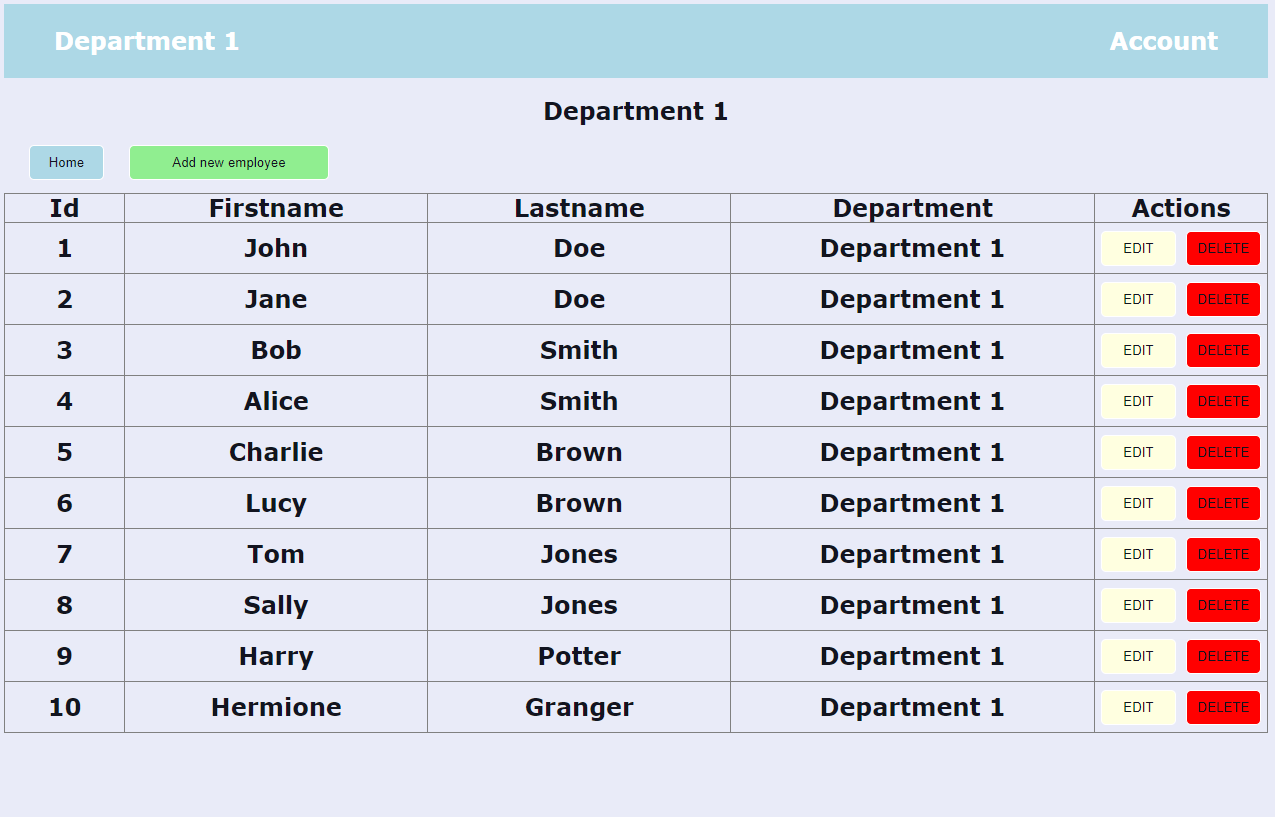 Department 1 Account
Department 1
Home Add new employee
Id Firstname Lastname Department Actions
1 John Doe Department 1 EDIT DELETE
2 Jane Doe Department 1 EDIT DELETE
3 Bob Smith Department 1 EDIT DELETE
4 Alice Smith Department 1 EDIT DELETE
5 Charlie Brown Department 1 EDIT DELETE
6 Lucy Brown Department 1 EDIT DELETE
7 Tom Jones Department 1 EDIT DELETE
8 Sally Jones Department 1 EDIT DELETE
9 Harry Potter Department 1 EDIT DELETE
10 Hermione Granger Department 1 EDIT DELETE